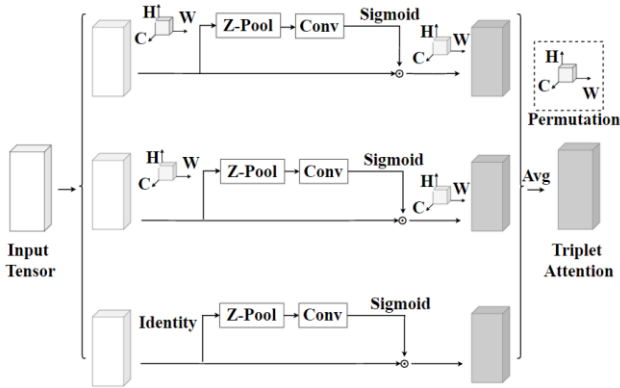 H W C
Z-Pool Conv Sigmoid
H W C
H W C
Permutation
H W C
Z-Pool Conv Sigmoid
H W C
Avg
Input
Tensor
Triplet
Attention
Identity
Z-Pool Conv Sigmoid